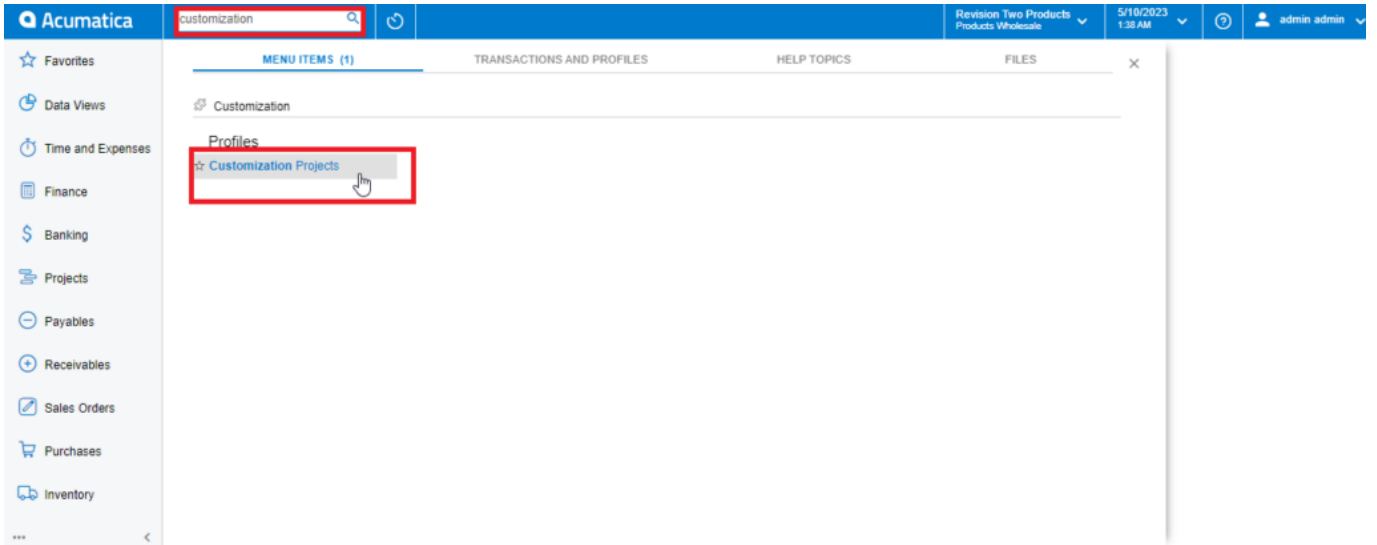 Acumatica
customization
Revision Two Products
Products Wholesale
5/10/2023
1:38 AM
?
admin admin
Favorites
Data Views
Time and Expenses
Finance
Banking
Projects
Payables
Receivables
Sales Orders
Purchases
Inventory
...
MENU ITEMS (1)
TRANSACTIONS AND PROFILES
HELP TOPICS
FILES
Customization
Profiles
Customization Projects